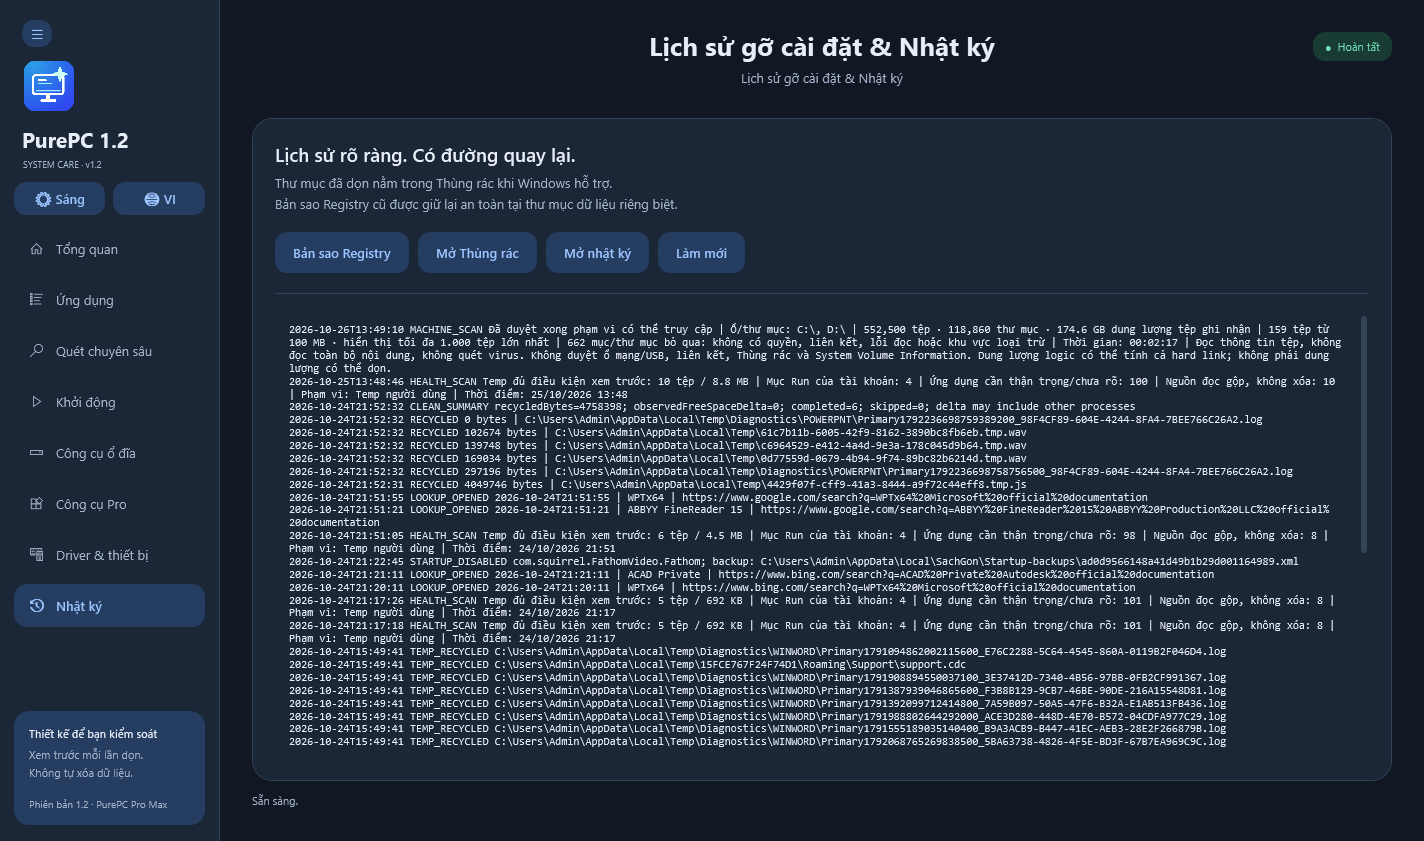 PurePC 1.2
SYSTEM CARE · v1.2
Sáng
VI
Tổng quan
Ứng dụng
Quét chuyên sâu
Khởi động
Công cụ ổ đĩa
Công cụ Pro
Driver & thiết bị
Nhật ký
Thiết kế để bạn kiểm soát
Xem trước mỗi lần dọn.
Không tự xóa dữ liệu.
Phiên bản 1.2 · PurePC Pro Max
Lịch sử gỡ cài đặt & Nhật ký
Lịch sử gỡ cài đặt & Nhật ký
Hoàn tất
Lịch sử rõ ràng. Có đường quay lại.
Thư mục đã dọn nằm trong Thùng rác khi Windows hỗ trợ.
Bản sao Registry cũ được giữ lại an toàn tại thư mục dữ liệu riêng biệt.
Bản sao Registry
Mở Thùng rác
Mở nhật ký
Làm mới
2026-10-26T13:49:10 MACHINE_SCAN Đã duyệt xong phạm vi có thể truy cập | Ổ/thư mục: C:\, D:\ | 552,500 tệp · 118,860 thư mục · 174.6 GB dung lượng tệp ghi nhận | 159 tệp từ
100 MB · hiển thị tối đa 1.000 tệp lớn nhất | 662 mục/thư mục bỏ qua: không có quyền, liên kết, lỗi đọc hoặc khu vực loại trừ | Thời gian: 00:02:17 | Đọc thông tin tệp, không
đọc toàn bộ nội dung, không quét virus. Không duyệt ổ mạng/USB, liên kết, Thùng rác và System Volume Information. Dung lượng logic có thể tính cả hard link; không phải dung
lượng có thể dọn.
2026-10-25T13:48:46 HEALTH_SCAN Temp đủ điều kiện xem trước: 10 tệp / 8.8 MB | Mục Run của tài khoản: 4 | Ứng dụng cần thận trọng/chưa rõ: 100 | Nguồn đọc gộp, không xóa: 10
| Phạm vi: Temp người dùng | Thời điểm: 25/10/2026 13:48
2026-10-24T21:52:32 CLEAN_SUMMARY recycledBytes=4758398; observedFreeSpaceDelta=0; completed=6; skipped=0; delta may include other processes
2026-10-24T21:52:32 RECYCLED 0 bytes | C:\Users\Admin\AppData\Local\Temp\Diagnostics\POWERPNT\Primary1792236698759389200_98F4CF89-604E-4244-8FA4-7BEE766C26A2.log
2026-10-24T21:52:32 RECYCLED 102674 bytes | C:\Users\Admin\AppData\Local\Temp\61c7b11b-6005-42f9-8162-3890bc8fb6eb.tmp.wav
2026-10-24T21:52:32 RECYCLED 139748 bytes | C:\Users\Admin\AppData\Local\Temp\c6964529-e412-4a4d-9e3a-178c045d9b64.tmp.wav
2026-10-24T21:52:32 RECYCLED 169034 bytes | C:\Users\Admin\AppData\Local\Temp\0d77559d-0679-4b94-9f74-89bc82b6214d.tmp.wav
2026-10-24T21:52:32 RECYCLED 297196 bytes | C:\Users\Admin\AppData\Local\Temp\Diagnostics\POWERPNT\Primary1792236698758756500_98F4CF89-604E-4244-8FA4-7BEE766C26A2.log
2026-10-24T21:52:31 RECYCLED 4049746 bytes | C:\Users\Admin\AppData\Local\Temp\4429f07f-cff9-41a3-8444-a9f72c44eff8.tmp.js
2026-10-24T21:51:55 LOOKUP_OPENED 2026-10-24T21:51:55 | WPTx64 | https://www.google.com/search?q=WPTx64%20Microsoft%20official%20documentation
2026-10-24T21:51:21 LOOKUP_OPENED 2026-10-24T21:51:21 | ABBYY FineReader 15 | https://www.google.com/search?q=ABBYY%20FineReader%2015%20ABBYY%20Production%20LLC%20official%
20documentation
2026-10-24T21:51:05 HEALTH_SCAN Temp đủ điều kiện xem trước: 6 tệp / 4.5 MB | Mục Run của tài khoản: 4 | Ứng dụng cần thận trọng/chưa rõ: 98 | Nguồn đọc gộp, không xóa: 8 |
Phạm vi: Temp người dùng | Thời điểm: 24/10/2026 21:51
2026-10-24T21:22:45 STARTUP_DISABLED com.squirrel.FathomVideo.Fathom; backup: C:\Users\Admin\AppData\Local\SachGon\Startup-backups\ad0d9566148a41d49b1b29d001164989.xml
2026-10-24T21:21:11 LOOKUP_OPENED 2026-10-24T21:21:11 | ACAD Private | https://www.bing.com/search?q=ACAD%20Private%20Autodesk%20official%20documentation
2026-10-24T21:20:11 LOOKUP_OPENED 2026-10-24T21:20:11 | WPTx64 | https://www.bing.com/search?q=WPTx64%20Microsoft%20official%20documentation
2026-10-24T21:17:26 HEALTH_SCAN Temp đủ điều kiện xem trước: 5 tệp / 692 KB | Mục Run của tài khoản: 4 | Ứng dụng cần thận trọng/chưa rõ: 101 | Nguồn đọc gộp, không xóa: 8 |
Phạm vi: Temp người dùng | Thời điểm: 24/10/2026 21:17
2026-10-24T21:17:18 HEALTH_SCAN Temp đủ điều kiện xem trước: 5 tệp / 692 KB | Mục Run của tài khoản: 4 | Ứng dụng cần thận trọng/chưa rõ: 101 | Nguồn đọc gộp, không xóa: 8 |
Phạm vi: Temp người dùng | Thời điểm: 24/10/2026 21:17
2026-10-24T15:49:41 TEMP_RECYCLED C:\Users\Admin\AppData\Local\Temp\Diagnostics\WINWORD\Primary1791094862002115600_E76C2288-5C64-4545-860A-0119B2F046D4.log
2026-10-24T15:49:41 TEMP_RECYCLED C:\Users\Admin\AppData\Local\Temp\15FCE767F24F74D1\Roaming\Support\support.cdc
2026-10-24T15:49:41 TEMP_RECYCLED C:\Users\Admin\AppData\Local\Temp\Diagnostics\WINWORD\Primary1791908894550037100_3E37412D-7340-4B56-97BB-0FB2CF991367.log
2026-10-24T15:49:41 TEMP_RECYCLED C:\Users\Admin\AppData\Local\Temp\Diagnostics\WINWORD\Primary1791387939046865600_F3B8B129-9CB7-46BE-90DE-216A15548D81.log
2026-10-24T15:49:41 TEMP_RECYCLED C:\Users\Admin\AppData\Local\Temp\Diagnostics\WINWORD\Primary1791392099712414800_7A59B097-50A5-47F6-B32A-E1AB513FB436.log
2026-10-24T15:49:41 TEMP_RECYCLED C:\Users\Admin\AppData\Local\Temp\Diagnostics\WINWORD\Primary1791988802644292000_ACE3D280-448D-4E70-B572-04CDFA977C29.log
2026-10-24T15:49:41 TEMP_RECYCLED C:\Users\Admin\AppData\Local\Temp\Diagnostics\WINWORD\Primary1791555189035140400_B9A3ACB9-B447-41EC-AEB3-28E2F266879B.log
2026-10-24T15:49:41 TEMP_RECYCLED C:\Users\Admin\AppData\Local\Temp\Diagnostics\WINWORD\Primary1792068765269838500_5BA63738-4826-4F5E-BD3F-67B7EA969C9C.log
Sẵn sàng.